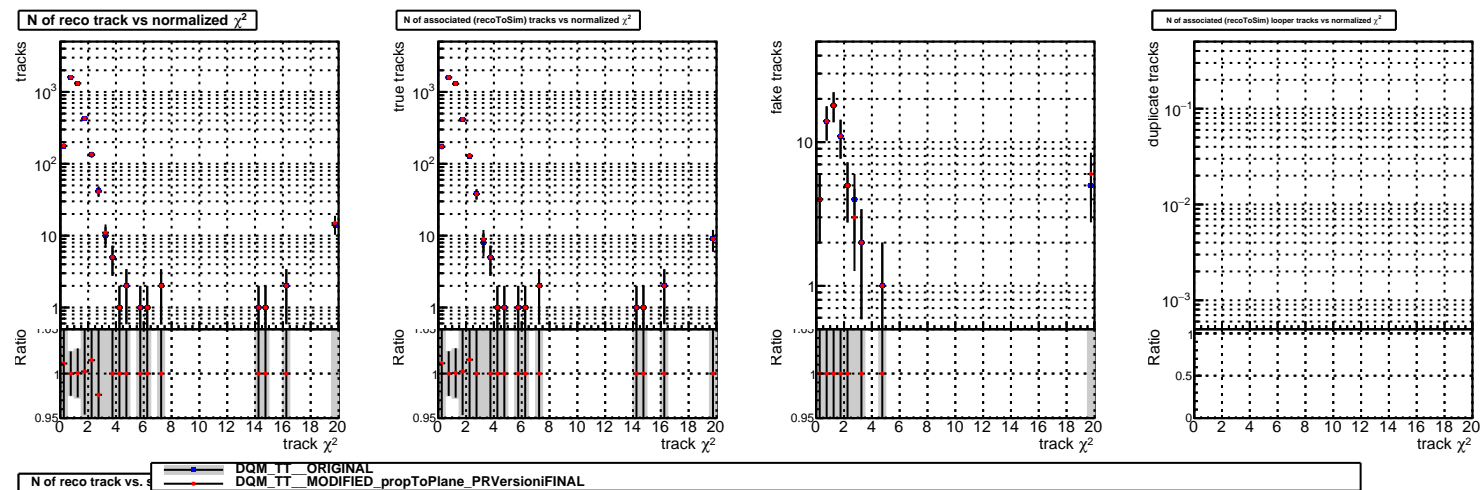 N of reco track vs normalized χ²
N of associated (recoToSim) tracks vs normalized χ²
N of associated (recoToSim) looper tracks vs normalized χ²
tracks
10³
10²
10
1
Ratio
1.05
1
0.95
0 2 4 6 8 10 12 14 16 18 20
track χ²
true tracks
10³
10²
10
1
Ratio
1.05
1
0.95
0 2 4 6 8 10 12 14 16 18 20
track χ²
fake tracks
10
1
Ratio
1.05
1
0.95
0 2 4 6 8 10 12 14 16 18 20
track χ²
duplicate tracks
10⁻¹
10⁻²
10⁻³
Ratio
1
0.5
0
0 2 4 6 8 10 12 14 16 18 20
track χ²
N of reco track vs. s
DQM_TT__ORIGINAL
DQM_TT__MODIFIED_propToPlane_PRVersioniFINAL